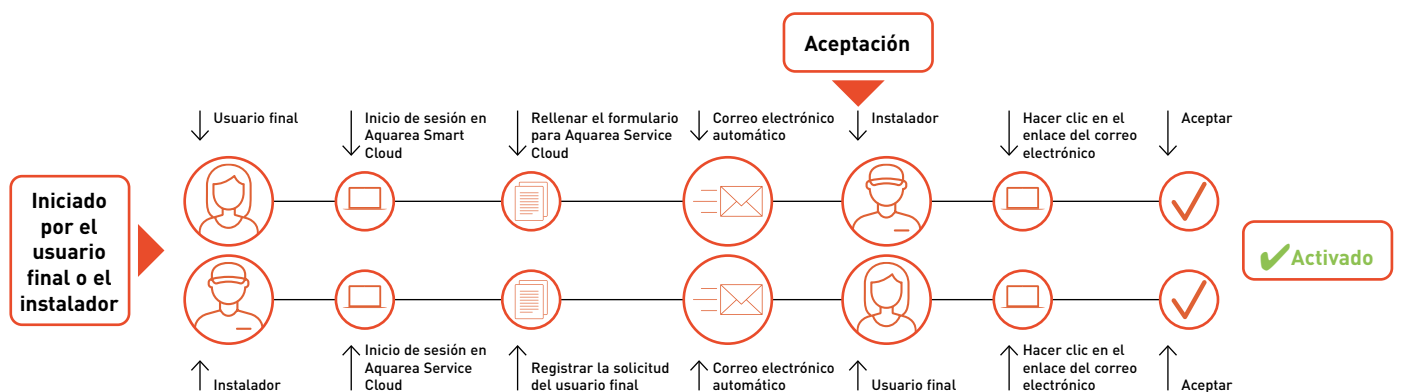 Aceptación
Usuario final
Inicio de sesión en
Aquarea Smart
Cloud
Rellenar el formulario
para Aquarea Service
Cloud
Correo electrónico
automático
Instalador
Hacer clic en el
enlace del correo
electrónico
Aceptar
Iniciado
por el
usuario
final o el
instalador
Activado
Instalador
Inicio de sesión en
Aquarea Service
Cloud
Registrar la solicitud
del usuario final
Correo electrónico
automático
Usuario final
Hacer clic en el
enlace del correo
electrónico
Aceptar